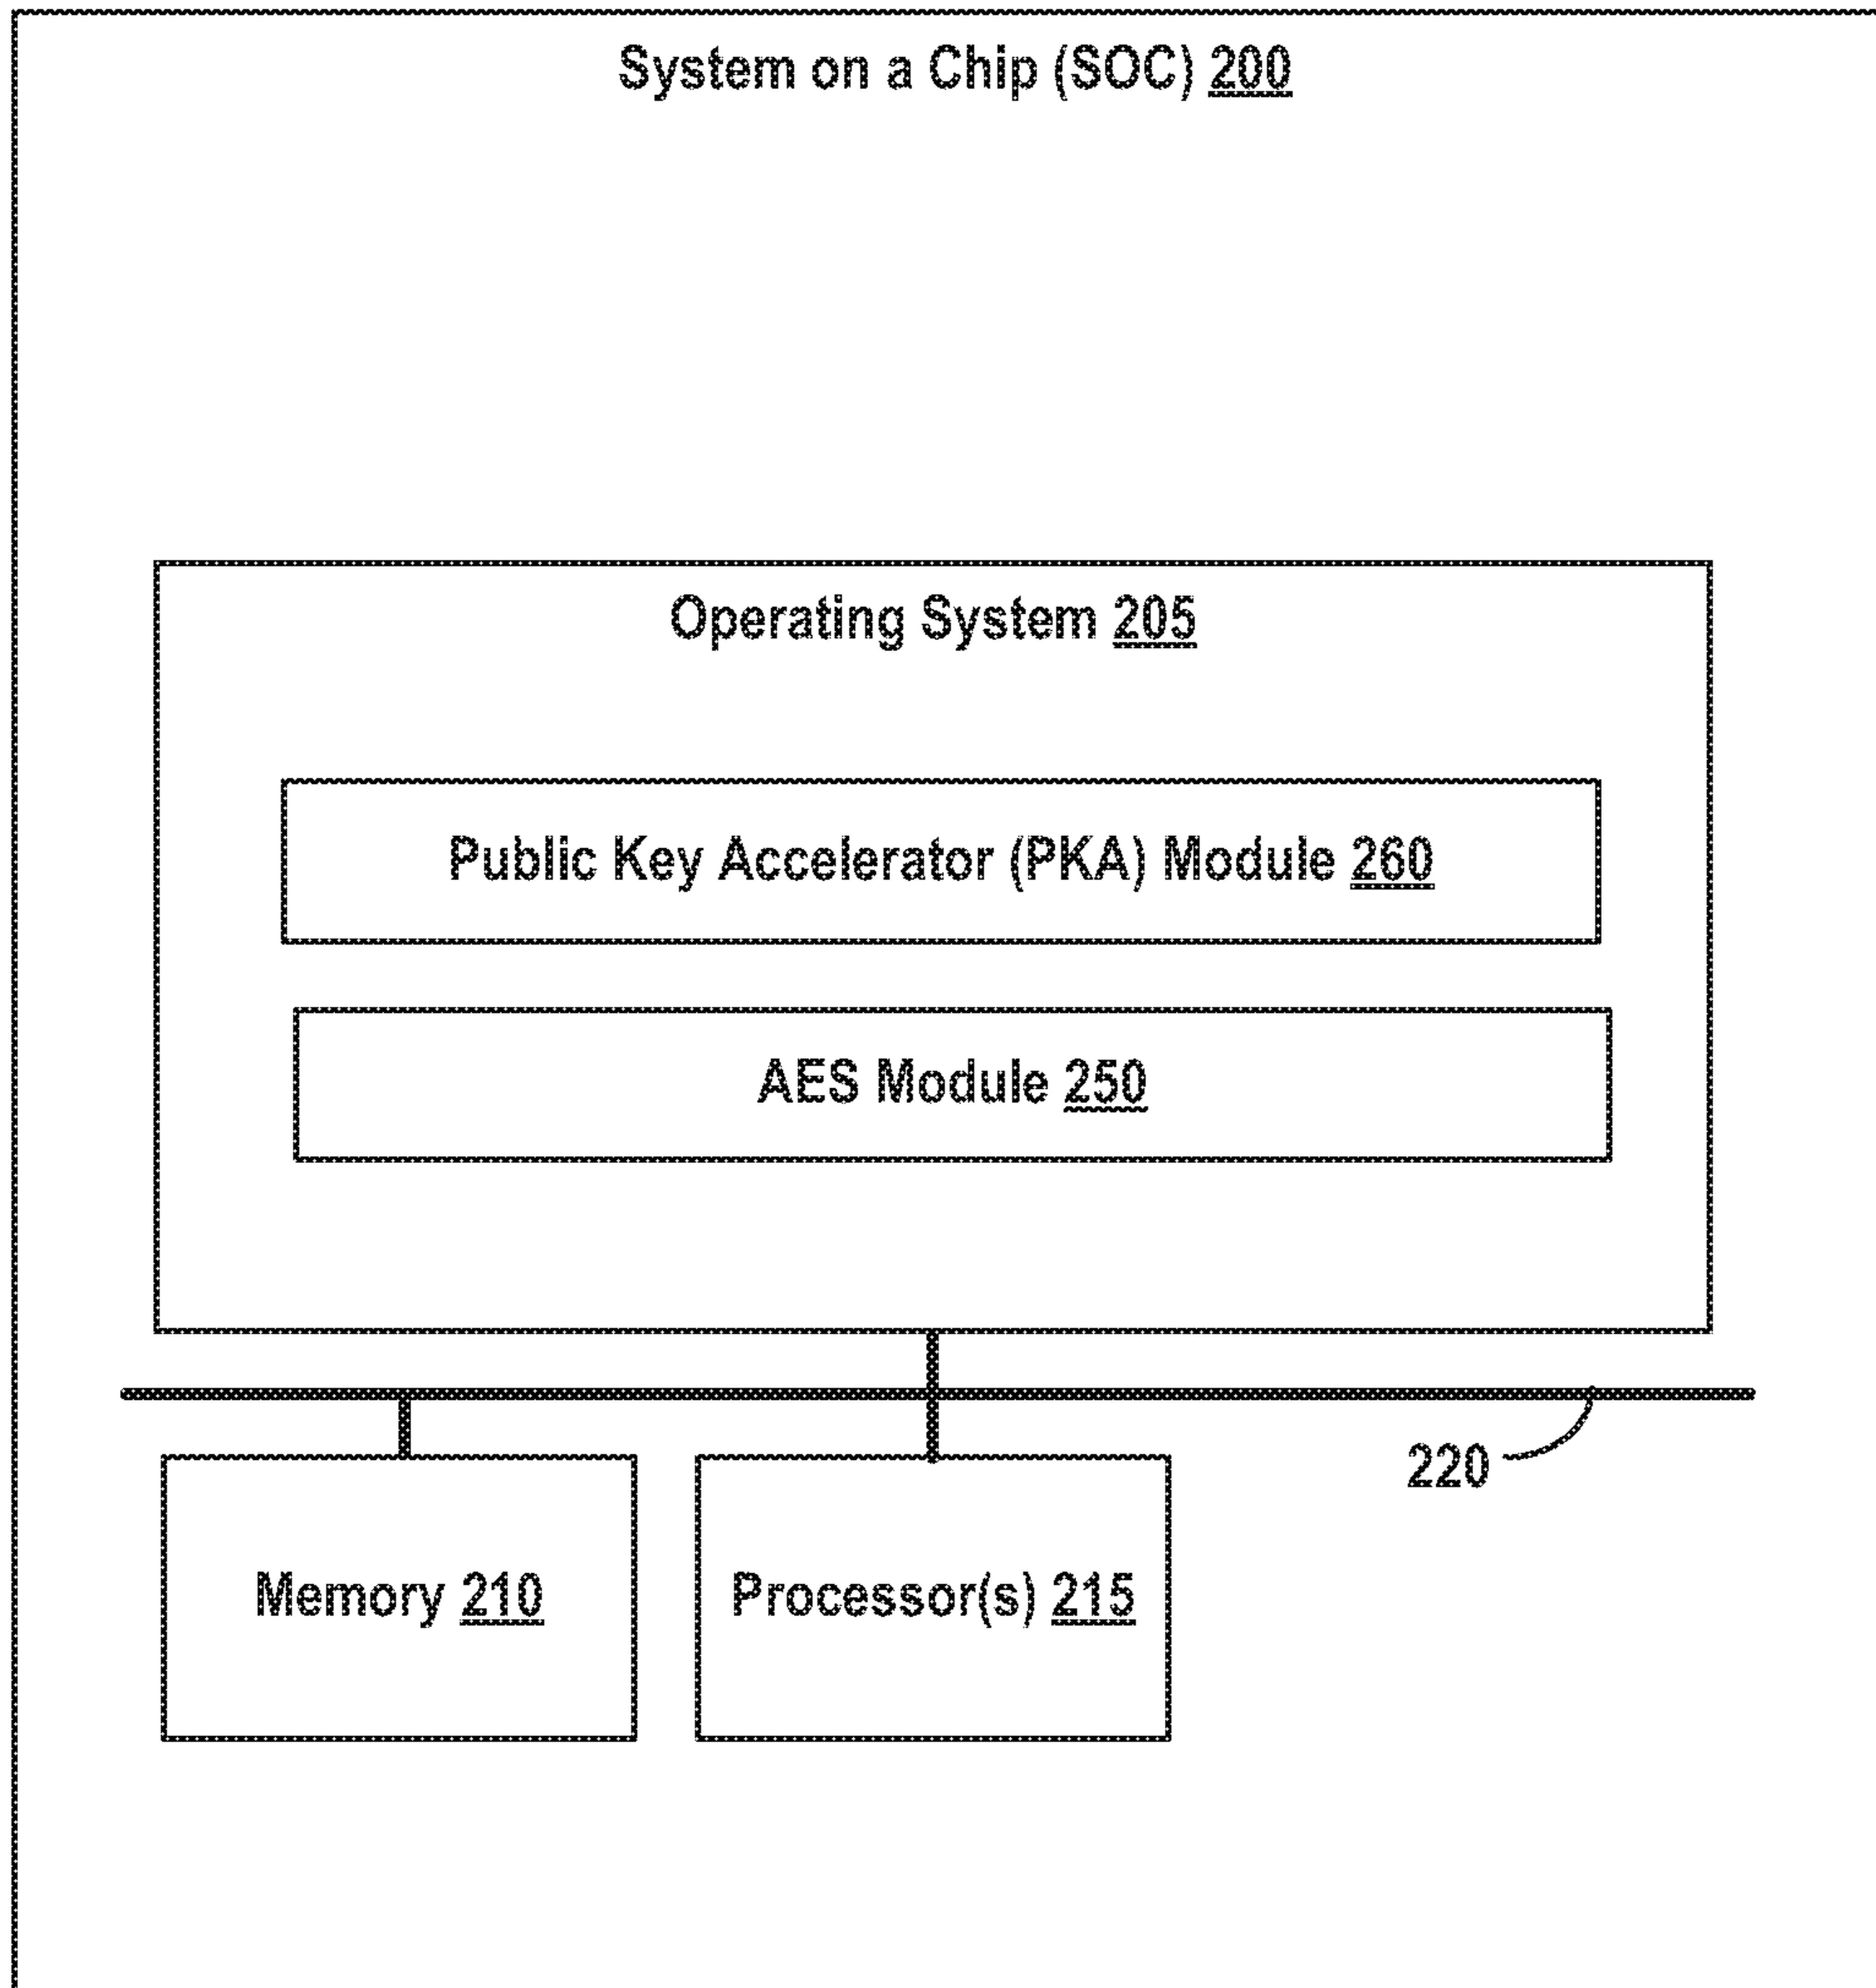 System on a Chip (SOC) 200
Operating System 205
Public Key Accelerator (PKA) Module 260
AES Module 250
220
Memory 210
Processor(s) 215